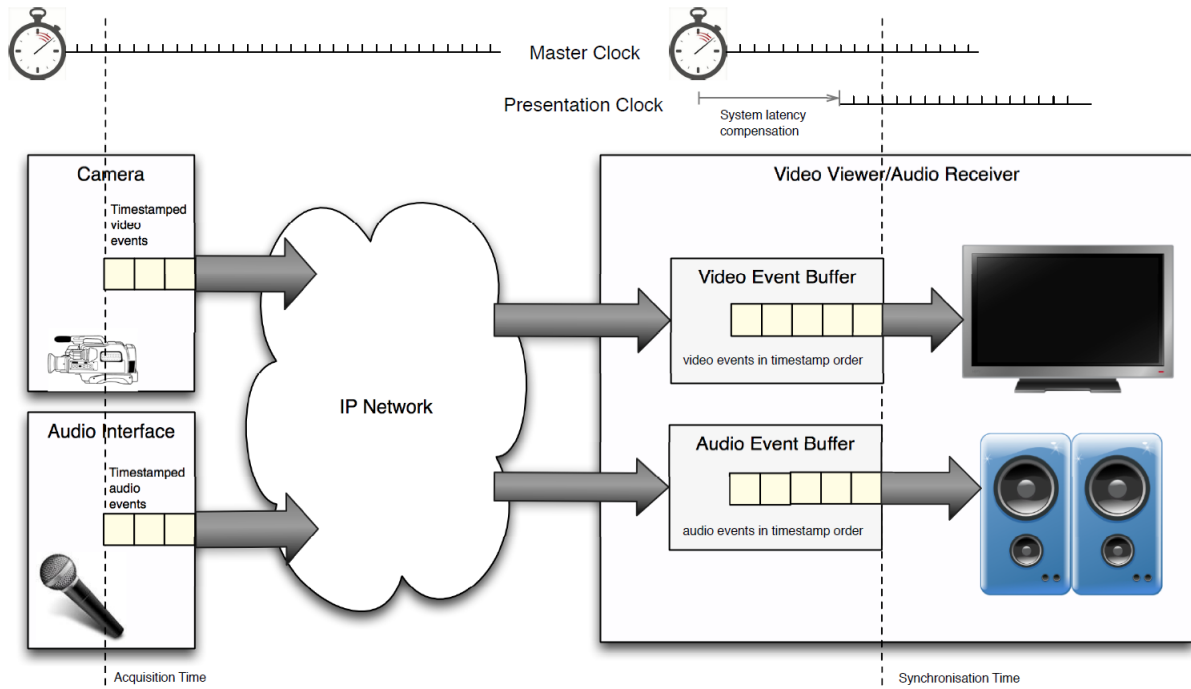 Master Clock
Presentation Clock
System latency
compensation
Camera
Timestamped
video
events
Audio Interface
Timestamped
audio
events
IP Network
Video Viewer/Audio Receiver
Video Event Buffer
video events in timestamp order
Audio Event Buffer
audio events in timestamp order
Acquisition Time
Synchronisation Time